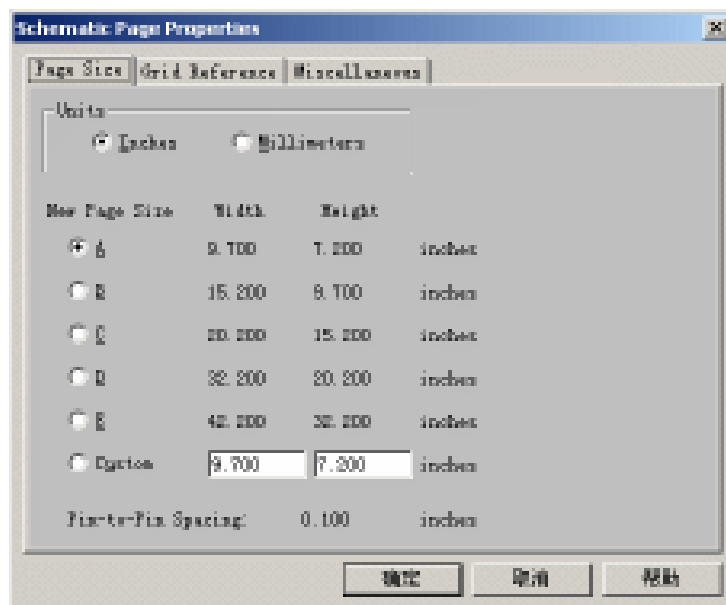 Schematic Page Properties
Page Size Grid Reference Miscellaneous
Units
Inches Millimeters
New Page Size Width Height
A 9.700 7.200 inches
B 15.200 9.700 inches
C 20.200 15.200 inches
D 32.200 20.200 inches
E 42.200 32.200 inches
Custom 9.700 7.200 inches
Pin-to-Pin Spacing: 0.100 inches
确定 取消 帮助